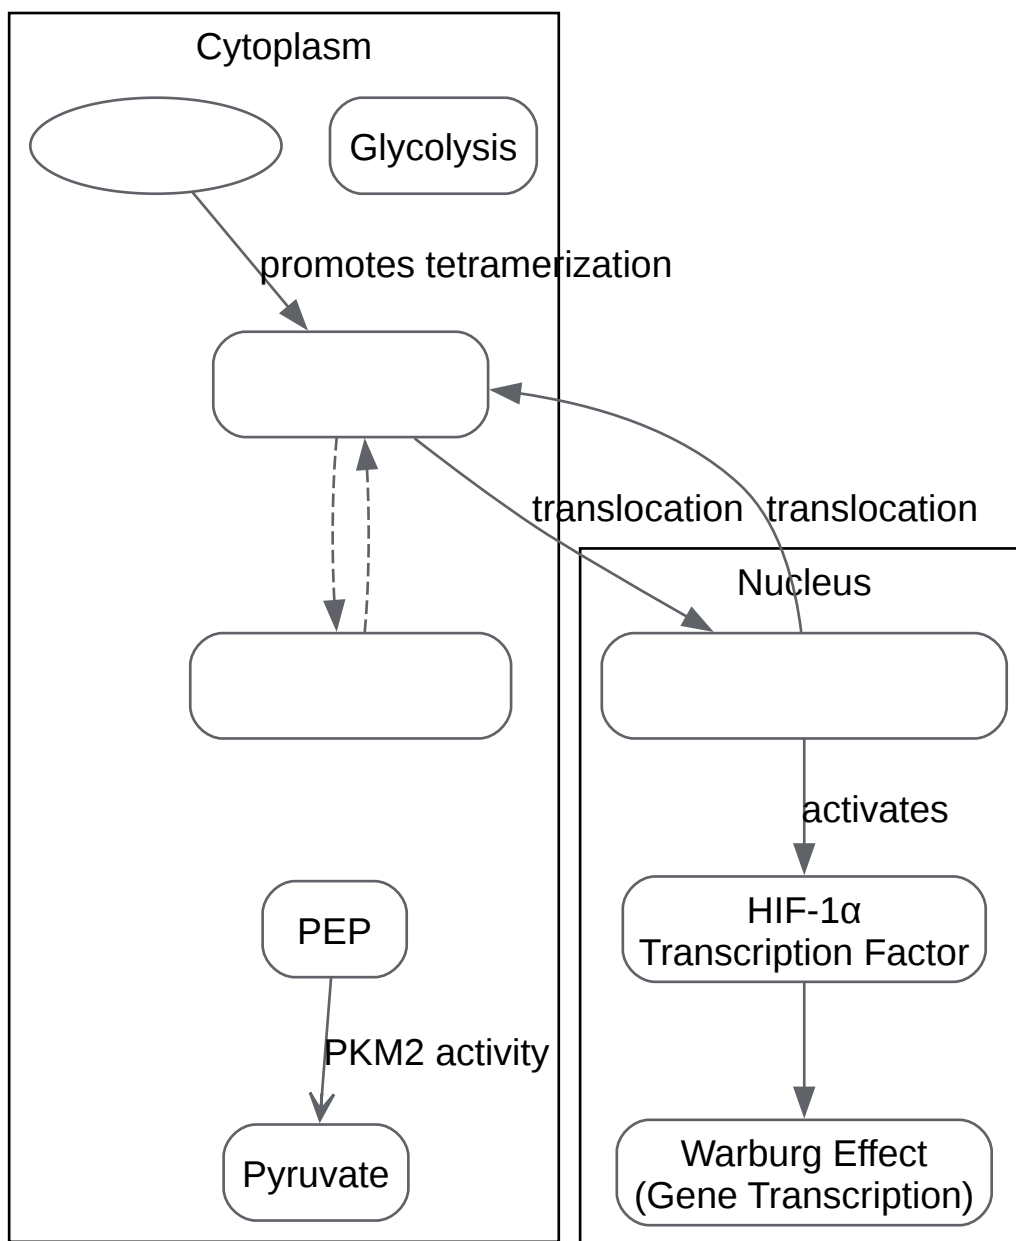 Cytoplasm
Glycolysis
promotes tetramerization
translocation
translocation
Nucleus
activates
PEP
HIF-1α
Transcription Factor
PKM2 activity
Pyruvate
Warburg Effect
(Gene Transcription)